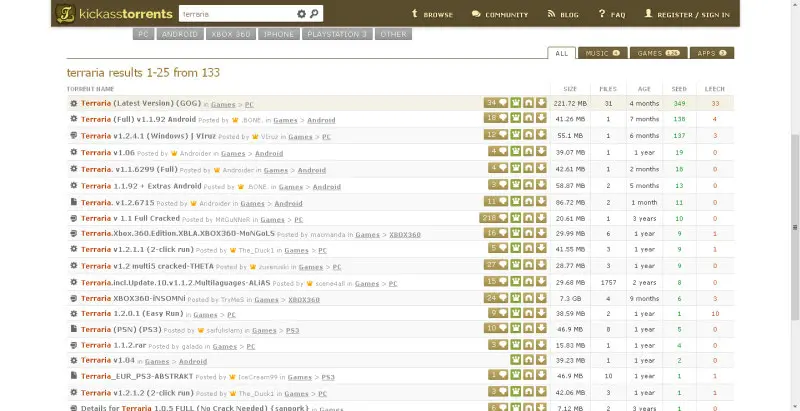 kickasstorrents terraria BROWSE COMMUNITY BLOG FAQ REGISTER / SIGN IN
PC ANDROID XBOX 360 IPHONE PLAYSTATION 3 OTHER
ALL MUSIC 4 GAMES 126 APPS 3
terraria results 1-25 from 133
TORRENT NAME SIZE FILES AGE SEED LEECH
Terraria (Latest Version) (GOG) in Games > PC 34 221.72 MB 31 4 months 349 33
Terraria (Full) v1.1.92 Android Posted by .BONE. in Games > Android 18 41.26 MB 1 7 months 138 4
Terraria v1.2.4.1 (Windows) | VIruz Posted by VIruz in Games > PC 12 55.1 MB 1 6 months 137 3
Terraria v1.06 Posted by Androider in Games > Android 4 39.07 MB 1 1 year 19 0
Terraria. v1.1.6299 (Full) Posted by Androider in Games > Android 4 42.61 MB 1 2 months 18 0
Terraria 1.1.92 + Extras Android Posted by .BONE. in Games > Android 3 58.87 MB 2 5 months 13 0
Terraria. v1.2.6715 Posted by Androider in Games > Android 11 86.72 MB 2 1 month 11 0
Terraria v 1.1 Full Cracked Posted by MrGuNNeR in Games > PC 218 20.61 MB 1 3 years 10 0
Terraria.Xbox.360.Edition.XBLA.XBOX360-MoNGoLS Posted by macmanda in Games > XBOX360 16 29.99 MB 6 1 year 9 1
Terraria v1.2.1.1 (2-click run) Posted by The_Duck1 in Games > PC 5 41.55 MB 3 1 year 9 1
Terraria v1.2 multi5 cracked-THETA Posted by in Games > PC 27 28.77 MB 3 1 year 9 0
Terraria.incl.Update.10.v1.1.2.Multilaguages-ALiAS Posted by scene4all in Games > PC 15 29.68 MB 1757 2 years 8 0
Terraria XBOX360-iNSOMNi Posted by TryMeS in Games > XBOX360 24 7.3 GB 4 9 months 6 3
Terraria 1.2.0.1 (Easy Run) in Games > PC 9 38.59 MB 2 1 year 1 10
Terraria (PSN) (PS3) Posted by saifulislamj in Games > PS3 10 46.9 MB 8 1 year 5 0
Terraria 1.1.2.rar Posted by galado in Games > PC 3 15.83 MB 1 1 year 4 0
Terraria v1.04 in Games > Android 39.23 MB 1 1 year 2 0
Terraria_EUR_PS3-ABSTRAKT Posted by IceCream99 in Games > PS3 1 46.9 MB 10 1 year 1 1
Terraria v1.2.1.2 (2-click run) Posted by The_Duck1 in Games > PC 3 42.06 MB 3 1 year 1 1
Details for Terraria 1.0.5 FULL (No Crack Needed) {sanpork} in Games 6 7.12 MB 2 3 years 1 0